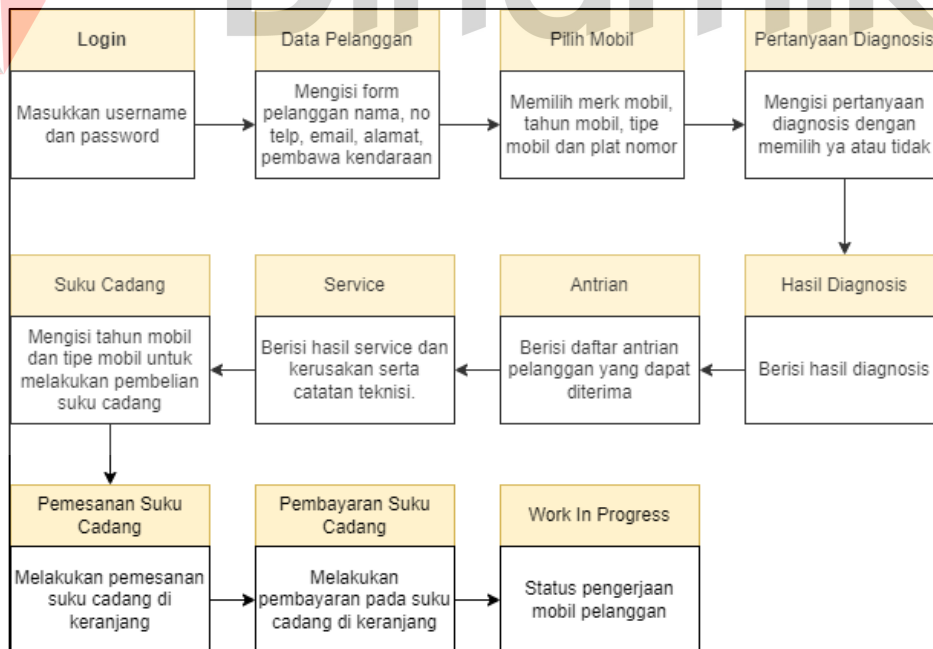 Dinamik
Login
Masukkan username
dan password
Data Pelanggan
Mengisi form
pelanggan nama, no
telp, email, alamat,
pembawa kendaraan
Pilih Mobil
Memilih merk mobil,
tahun mobil, tipe
mobil dan plat nomor
Pertanyaan Diagnosis
Mengisi pertanyaan
diagnosis dengan
memilih ya atau tidak
Hasil Diagnosis
Berisi hasil diagnosis
Antrian
Berisi daftar antrian
pelanggan yang dapat
diterima
Service
Berisi hasil service dan
kerusakan serta
catatan teknisi.
Suku Cadang
Mengisi tahun mobil
dan tipe mobil untuk
melakukan pembelian
suku cadang
Pemesanan Suku
Cadang
Melakukan pemesanan
suku cadang di
keranjang
Pembayaran Suku
Cadang
Melakukan
pembayaran pada suku
cadang di keranjang
Work In Progress
Status pengerjaan
mobil pelanggan